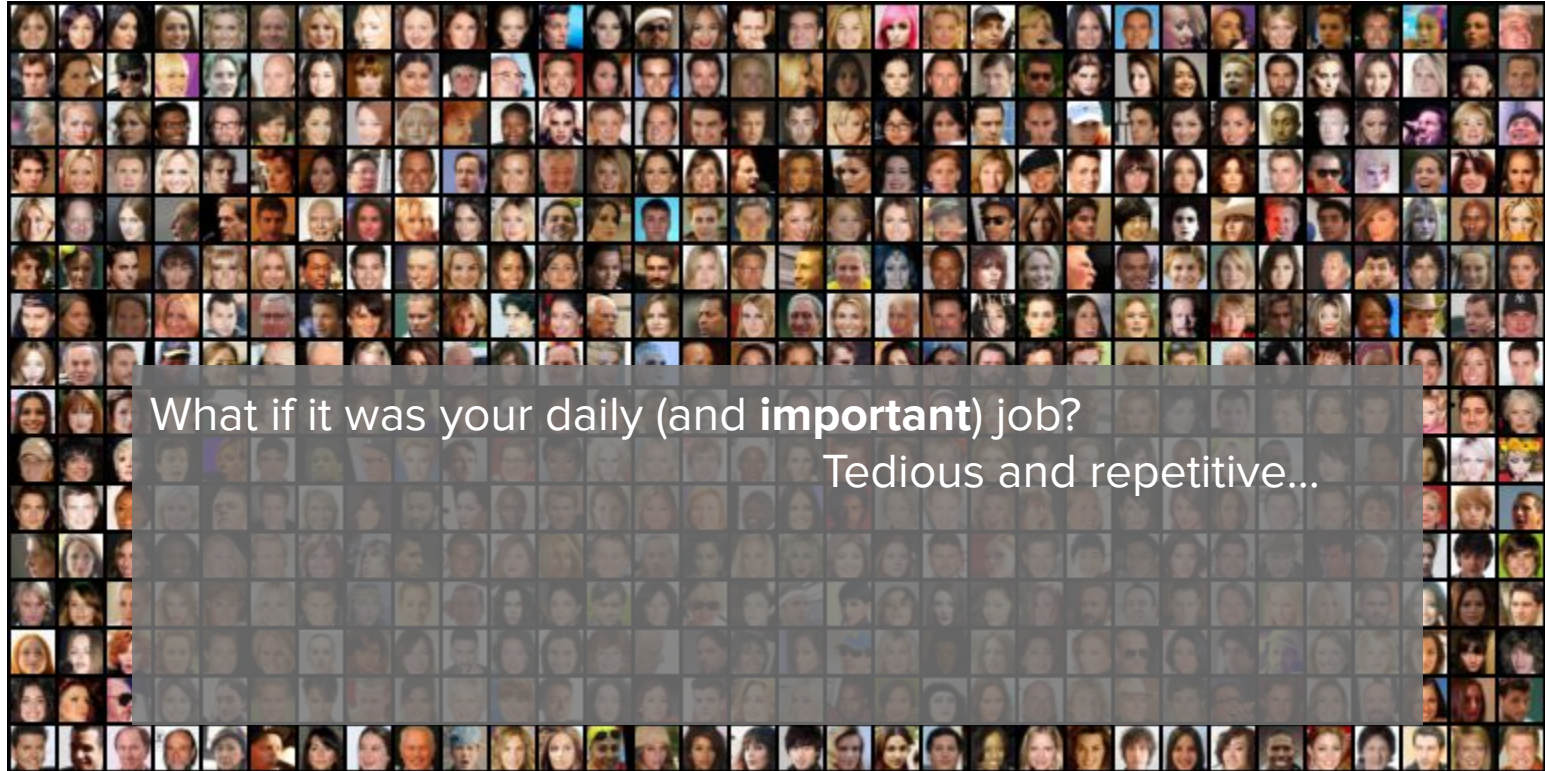 What if it was your daily (and important) job?
Tedious and repetitive...